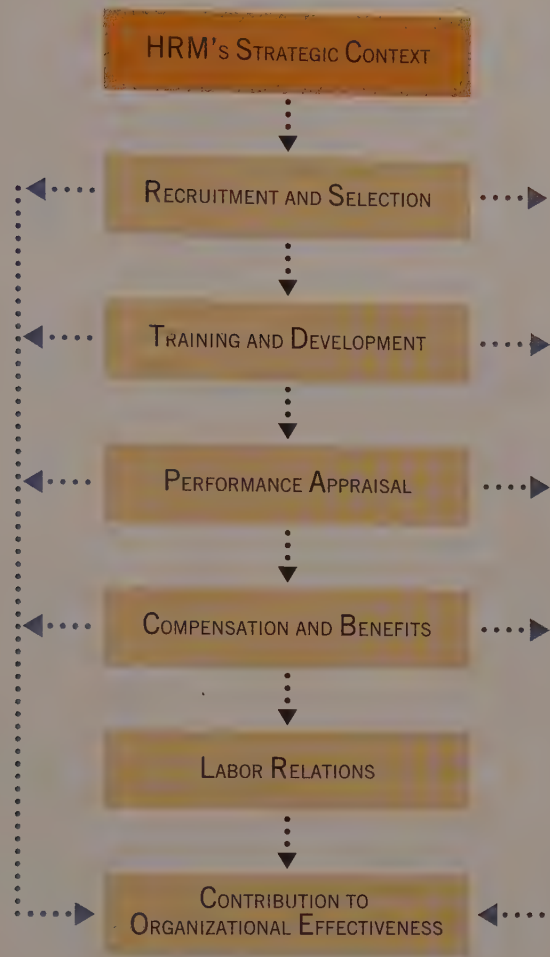 HRM's STRATEGIC CONTEXT
RECRUITMENT AND SELECTION
TRAINING AND DEVELOPMENT
PERFORMANCE APPRAISAL
COMPENSATION AND BENEFITS
LABOR RELATIONS
CONTRIBUTION TO
ORGANIZATIONAL EFFECTIVENESS